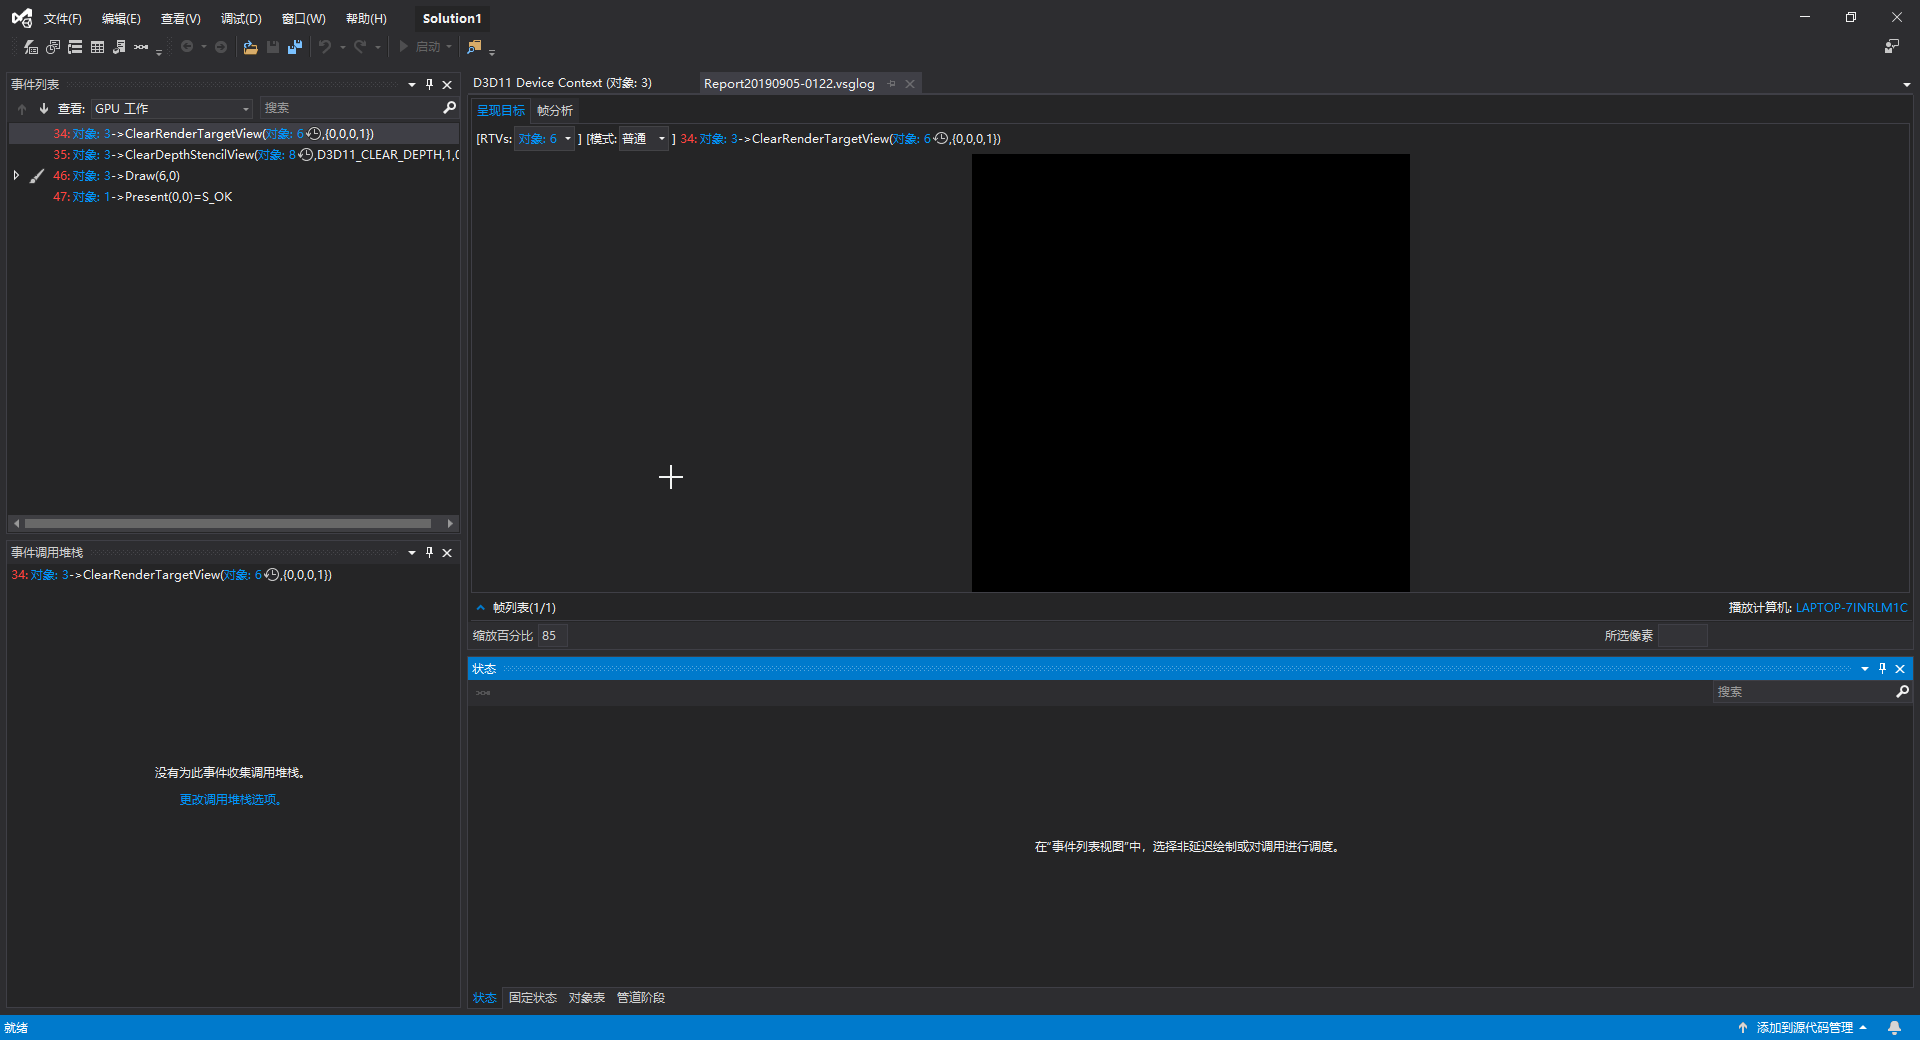 文件(F) 编辑(E) 查看(V) 调试(D) 窗口(W) 帮助(H) Solution1
启动
事件列表
查看: GPU 工作 搜索
34: 对象: 3->ClearRenderTargetView(对象: 6,{0,0,0,1})
35: 对象: 3->ClearDepthStencilView(对象: 8,D3D11_CLEAR_DEPTH,1,0
46: 对象: 3->Draw(6,0)
47: 对象: 1->Present(0,0)=S_OK
事件调用堆栈
34: 对象: 3->ClearRenderTargetView(对象: 6,{0,0,0,1})
没有为此事件收集调用堆栈。
更改调用堆栈选项。
D3D11 Device Context (对象: 3) Report20190905-0122.vsglog
呈现目标 帧分析
[RTVs: 对象: 6 ] [模式: 普通 ] 34: 对象: 3->ClearRenderTargetView(对象: 6,{0,0,0,1})
帧列表(1/1) 播放计算机: LAPTOP-7INRLM1C
缩放百分比 85 所选像素
状态
搜索
在“事件列表视图”中，选择非延迟绘制或对调用进行调度。
状态 固定状态 对象表 管道阶段
就绪 添加到源代码管理